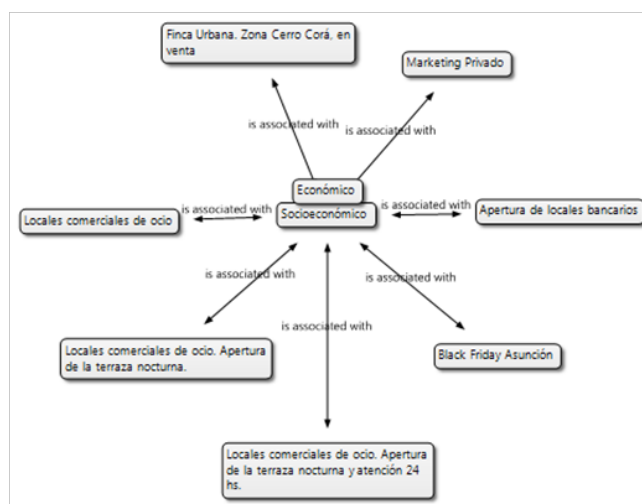 Finca Urbana. Zona Cerro Corá, en
venta
Marketing Privado
is associated with
is associated with
Económico
Socioeconómico
is associated with
Locales comerciales de ocio
is associated with
Apertura de locales bancarios
is associated with
is associated with
is associated with
Locales comerciales de ocio. Apertura
de la terraza nocturna.
Black Friday Asunción
Locales comerciales de ocio. Apertura
de la terraza nocturna y atención 24
hs.